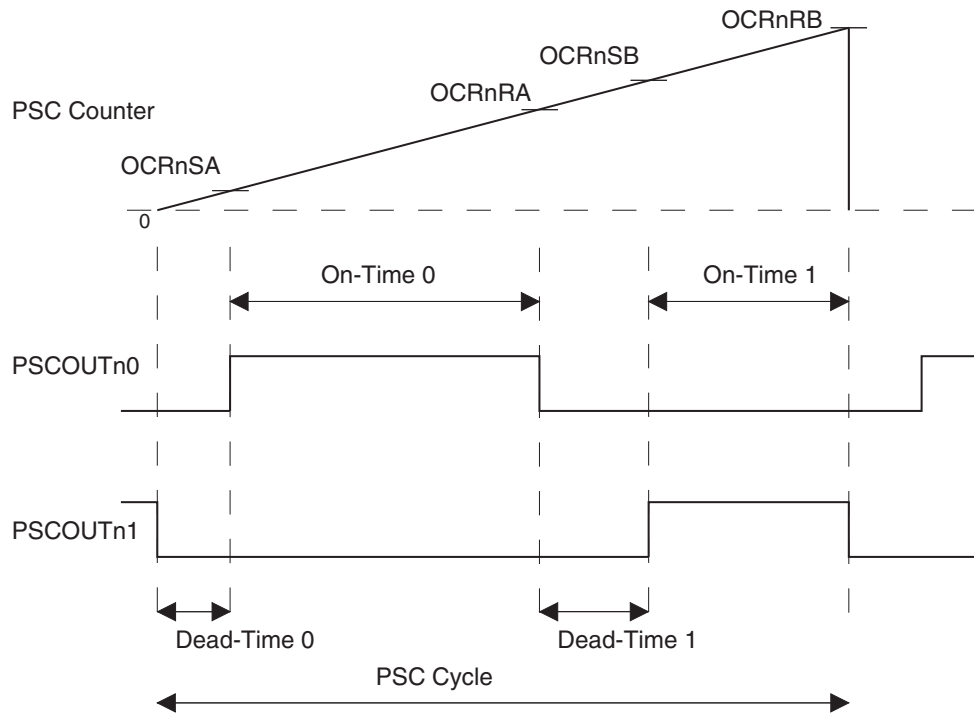 OCRnRB
OCRnSB
OCRnRA
PSC Counter
OCRnSA
0
On-Time 0
On-Time 1
PSCOUTn0
PSCOUTn1
Dead-Time 0
Dead-Time 1
PSC Cycle